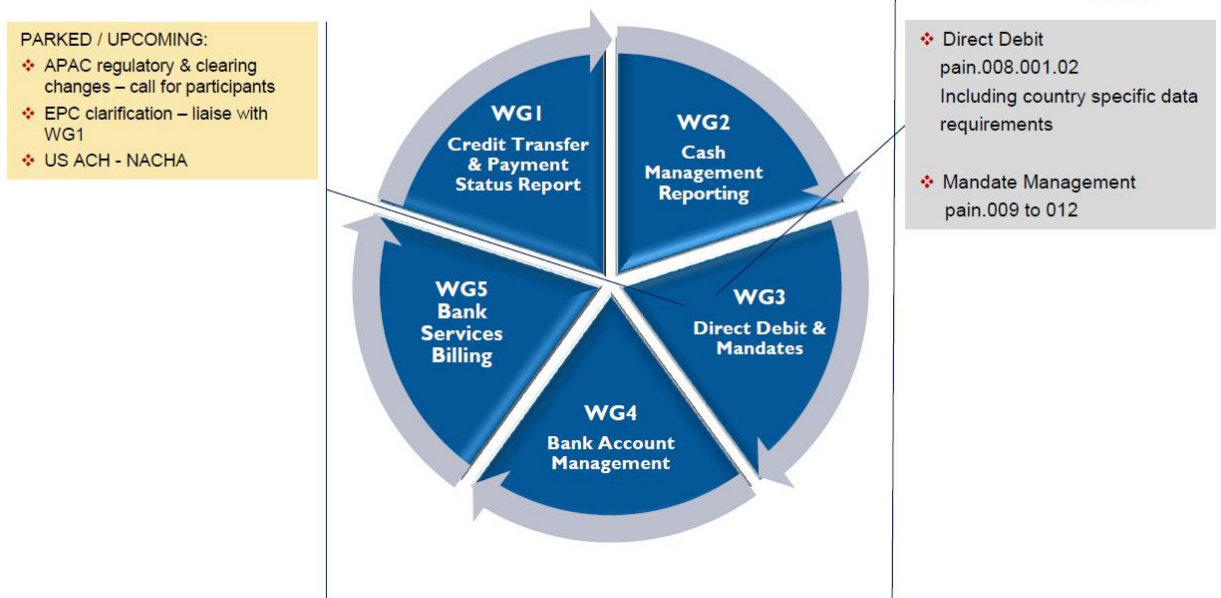 PARKED / UPCOMING:
❖ APAC regulatory & clearing
changes – call for participants
❖ EPC clarification – liaise with
WG1
❖ US ACH - NACHA
WG1
Credit Transfer
& Payment
Status Report
WG2
Cash
Management
Reporting
WG3
Direct Debit &
Mandates
WG4
Bank Account
Management
WG5
Bank
Services
Billing
❖ Direct Debit
pain.008.001.02
Including country specific data
requirements
❖ Mandate Management
pain.009 to 012